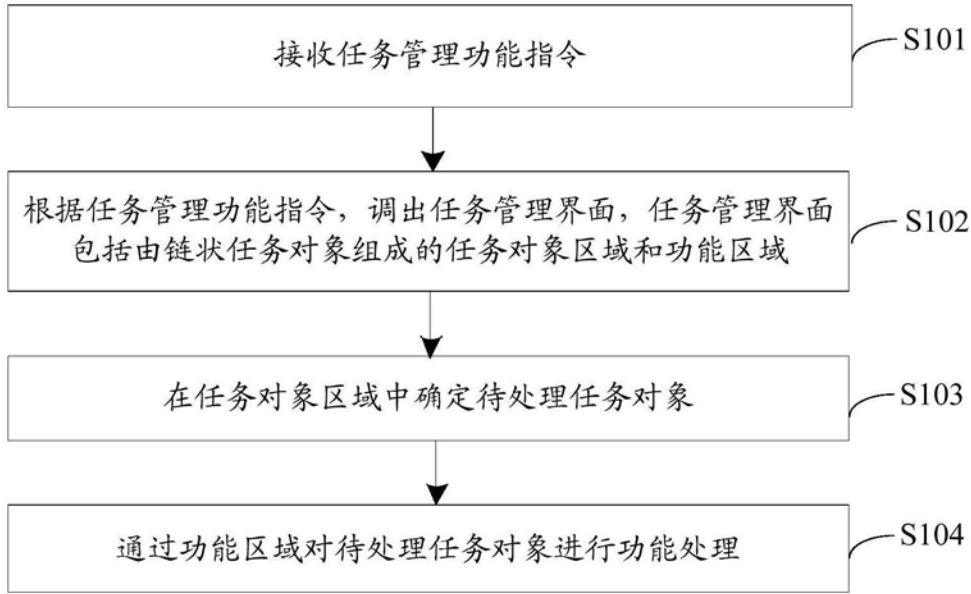 接收任务管理功能指令
S101
根据任务管理功能指令，调出任务管理界面，任务管理界面
包括由链状任务对象组成的任务对象区域和功能区域
S102
在任务对象区域中确定待处理任务对象
S103
通过功能区域对待处理任务对象进行功能处理
S104